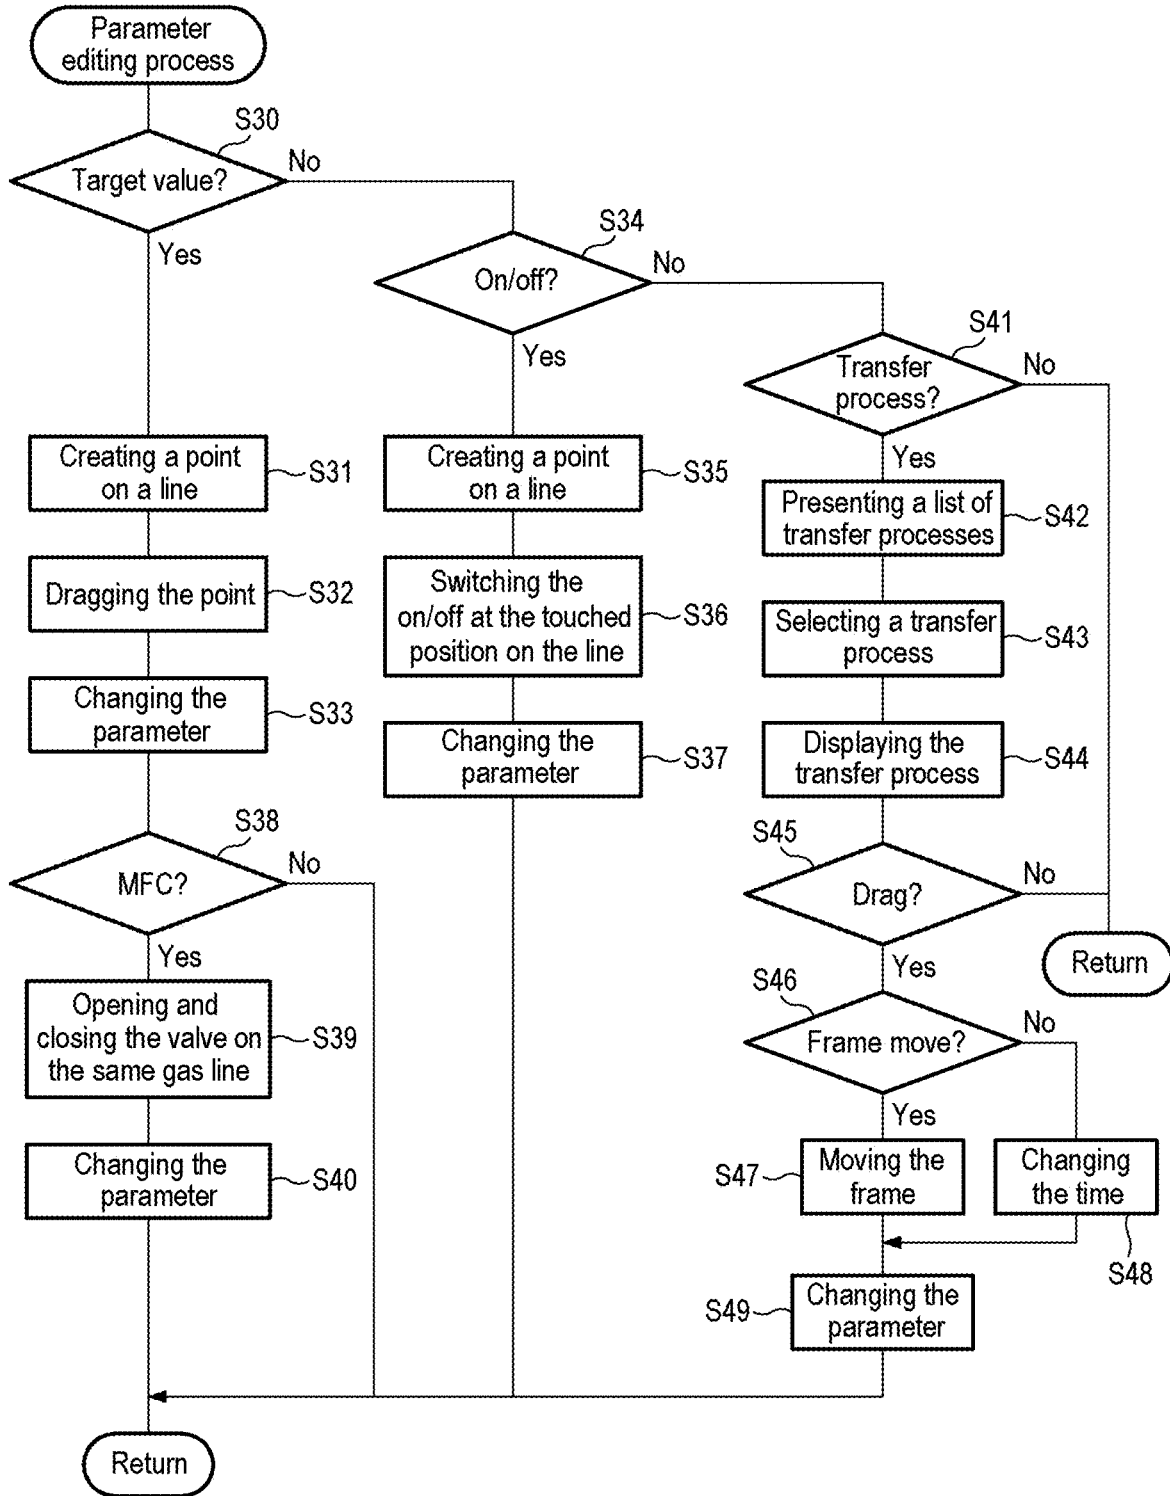 Parameter
editing process
S30
Target value?
No
Yes
S34
On/off?
No
Yes
S41
Transfer
process?
No
Yes
Creating a point
on a line
S31
Dragging the point
S32
Changing the
parameter
S33
Creating a point
on a line
S35
Switching the
on/off at the touched
position on the line
S36
Changing the
parameter
S37
Presenting a list of
transfer processes
S42
Selecting a transfer
process
S43
Displaying the
transfer process
S44
S38
MFC?
No
Yes
Opening and
closing the valve on
the same gas line
S39
Changing the
parameter
S40
S45
Drag?
No
Yes
Return
S46
Frame move?
No
Yes
S47
Moving the
frame
Changing
the time
S48
S49
Changing the
parameter
Return